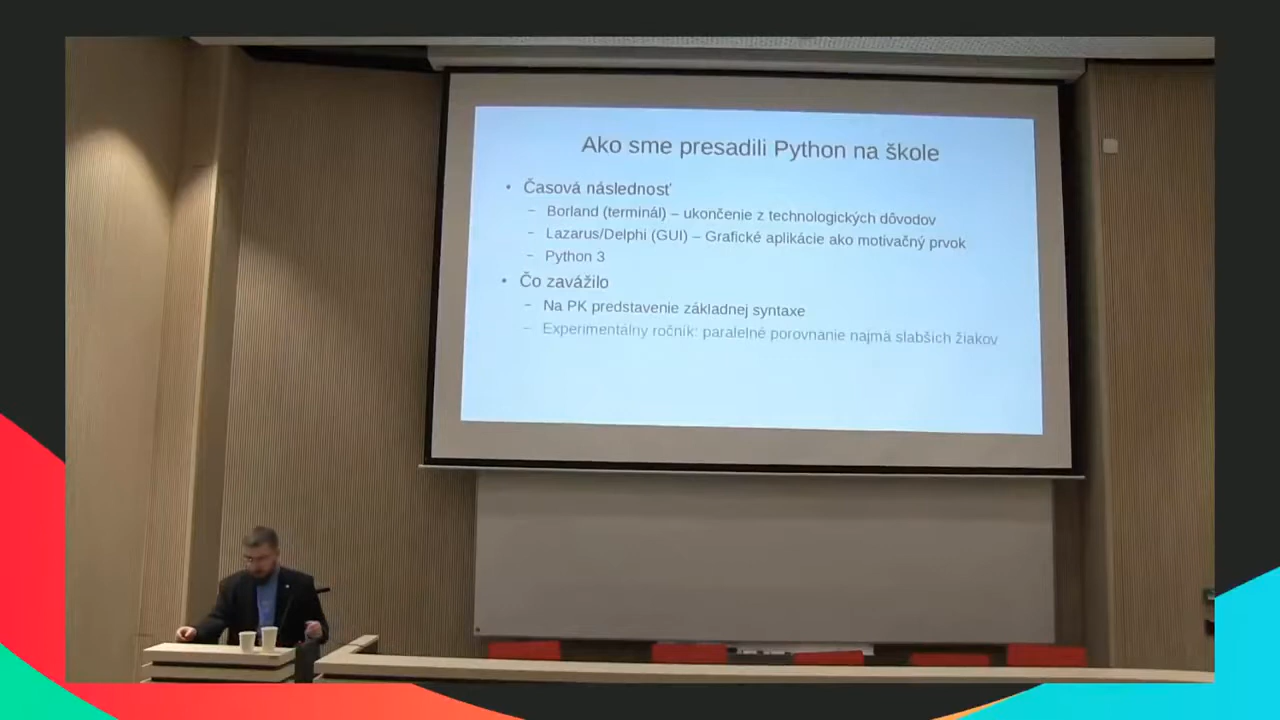 Ako sme presadili Python na škole
• Časová následnosť
– Borland (terminál) – ukončenie z technologických dôvodov
– Lazarus/Delphi (GUI) – Grafické aplikácie ako motivačný prvok
– Python 3
• Čo zavážilo
– Na PK predstavenie základnej syntaxe
– Experimentálny ročník: paralelné porovnanie najmä slabších žiakov